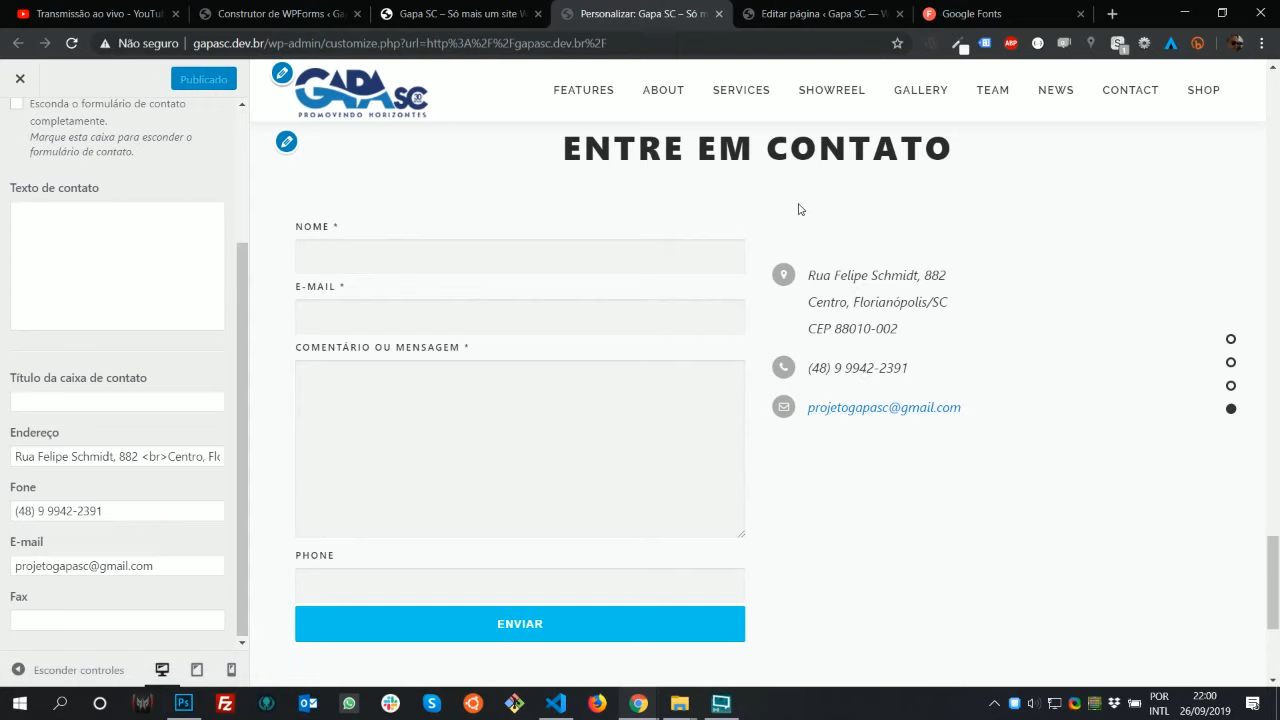 Transmissão ao vivo - YouTube
Construtor: Gapa SC — W
Gapa SC – Só mais um site W
Personalizar: Gapa SC – Só m
Editar página ‹ Gapa SC — W
Google Fonts
Não seguro
gapasc.dev.br/wp-admin/customize.php?url=http%3A%2F%2Fgapasc.dev.br%2F
ABP
Publicado
Esconda o formulário de contato
completamente.
Marque esta caixa para esconder o
formulário de contato.
Texto de contato
Título da caixa de contato
Endereço
Rua Felipe Schmidt, 882 <br>Centro, Flo
Fone
(48) 9 9942-2391
E-mail
projetogapasc@gmail.com
Fax
Esconder controles
GAPA SC
30
PROMOVENDO HORIZONTES
FEATURES
ABOUT
SERVICES
SHOWREEL
GALLERY
TEAM
NEWS
CONTACT
SHOP
ENTRE EM CONTATO
NOME *
E-MAIL *
COMENTÁRIO OU MENSAGEM *
PHONE
ENVIAR
Rua Felipe Schmidt, 882
Centro, Florianópolis/SC
CEP 88010-002
(48) 9 9942-2391
projetogapasc@gmail.com
POR
INTL
22:00
26/09/2019